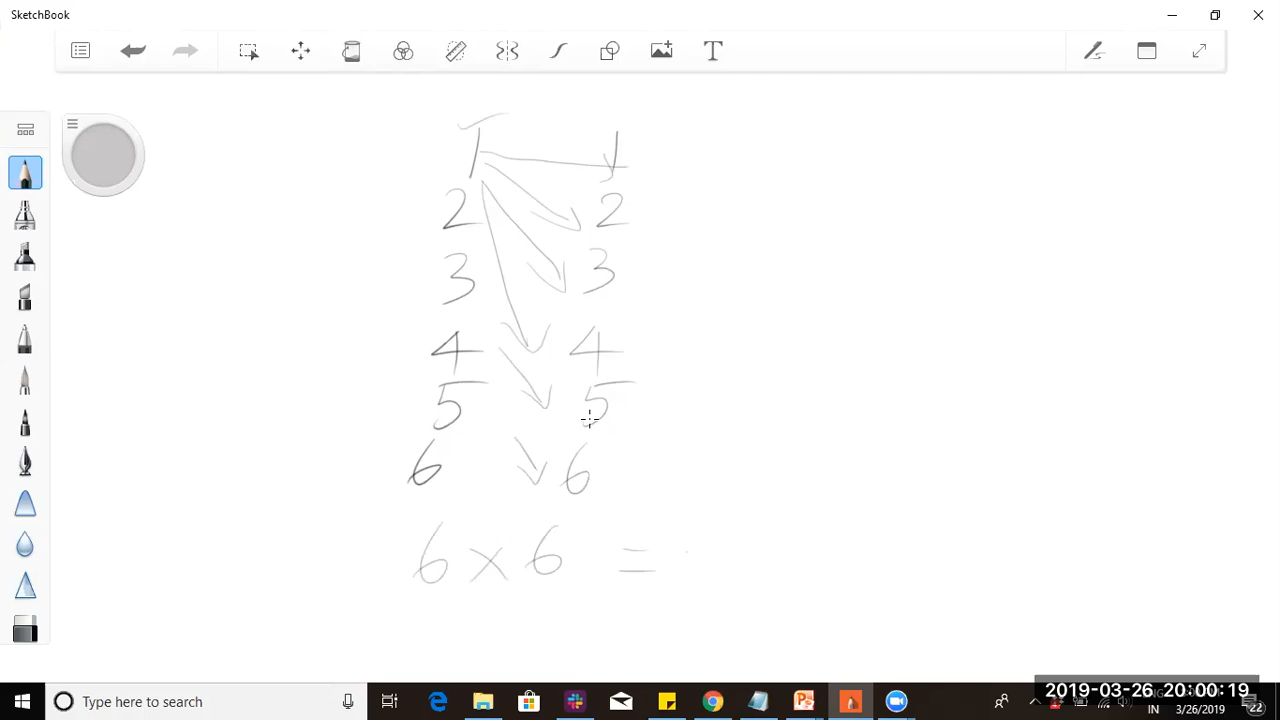 SketchBook
T
1 1
2 2
3 3
4 4
5 5
6 6
6 × 6 =
Type here to search
2019-03-26 20:00:19
IN 3/26/2019 22